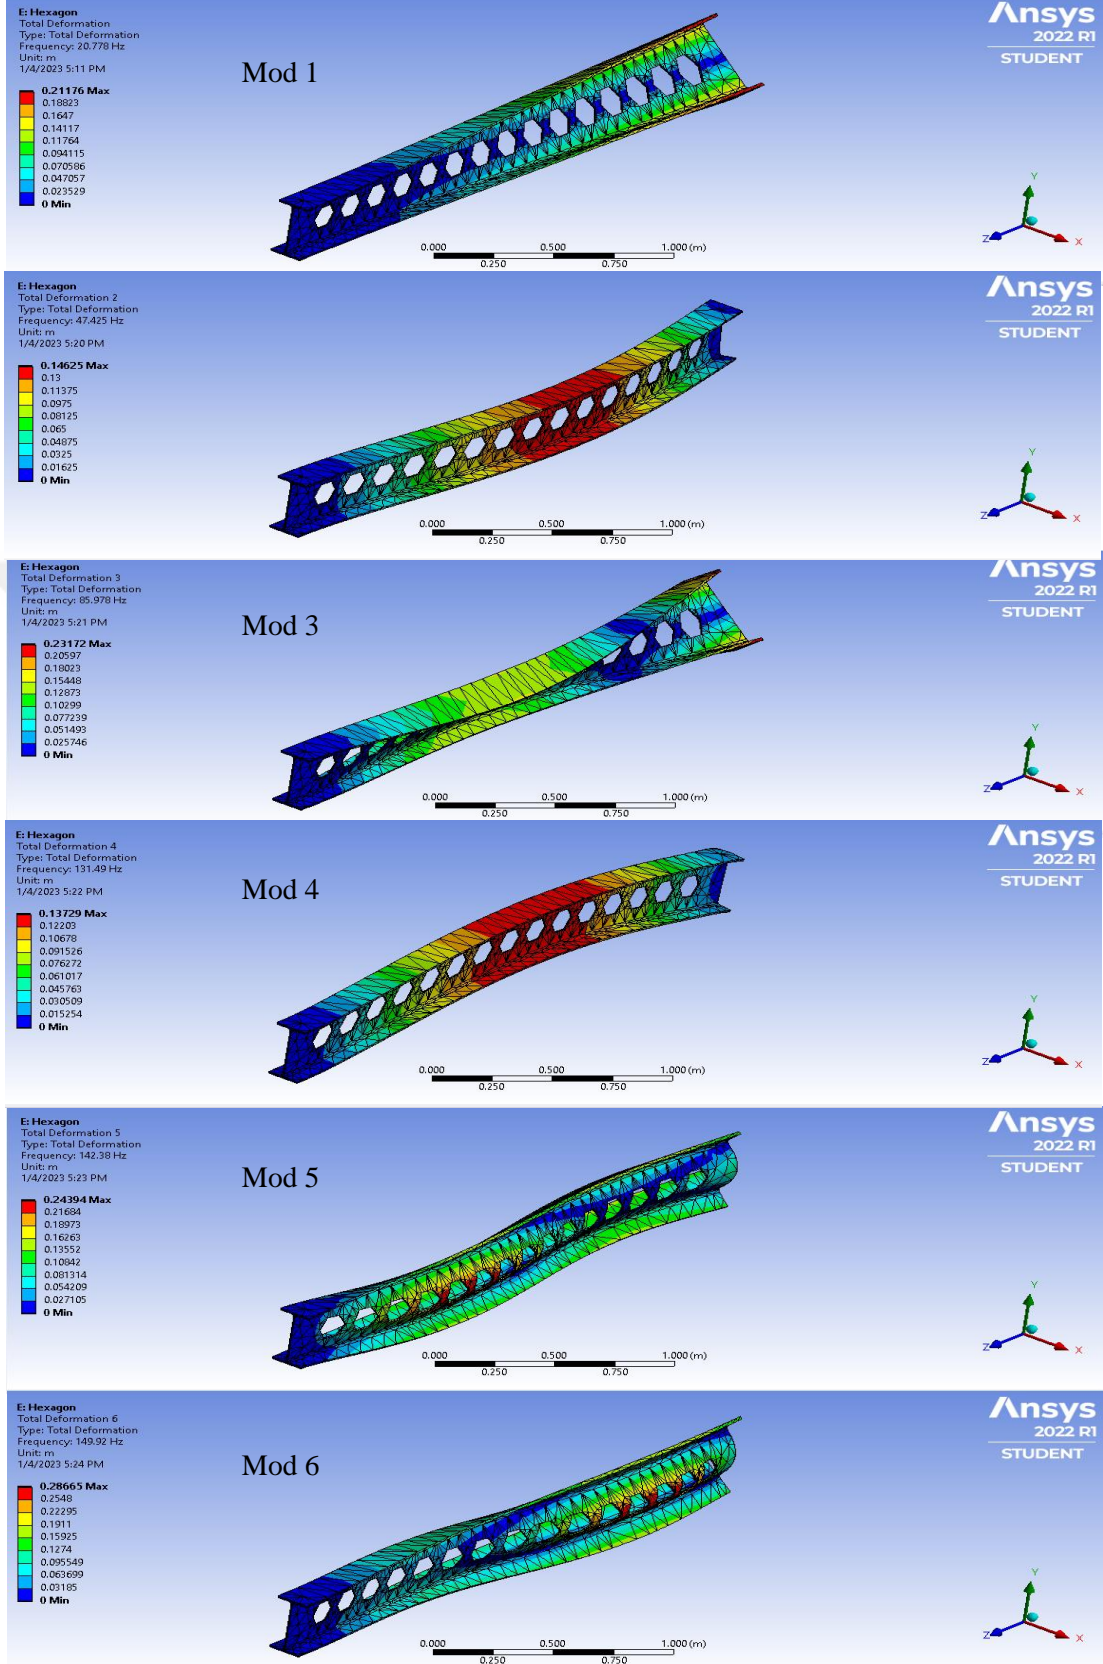 E: Hexagon
Total Deformation
Type: Total Deformation
Frequency: 20.778 Hz
Unit: m
1/4/2023 5:11 PM
0.21176 Max
0.18823
0.1647
0.14117
0.11764
0.094115
0.070586
0.047057
0.023529
0 Min
Mod 1
Ansys
2022 R1
STUDENT
0.000 0.500 1.000 (m)
0.250 0.750
Y
Z X
E: Hexagon
Total Deformation 2
Type: Total Deformation
Frequency: 47.425 Hz
Unit: m
1/4/2023 5:20 PM
0.14625 Max
0.13
0.11375
0.0975
0.08125
0.065
0.04875
0.0325
0.01625
0 Min
Ansys
2022 R1
STUDENT
0.000 0.500 1.000 (m)
0.250 0.750
Y
Z X
E: Hexagon
Total Deformation 3
Type: Total Deformation
Frequency: 85.978 Hz
Unit: m
1/4/2023 5:21 PM
0.23172 Max
0.20597
0.18023
0.15448
0.12873
0.10299
0.077239
0.051493
0.025746
0 Min
Mod 3
Ansys
2022 R1
STUDENT
0.000 0.500 1.000 (m)
0.250 0.750
Y
Z X
E: Hexagon
Total Deformation 4
Type: Total Deformation
Frequency: 131.49 Hz
Unit: m
1/4/2023 5:22 PM
0.13729 Max
0.12203
0.10678
0.091526
0.076272
0.061017
0.045763
0.030509
0.015254
0 Min
Mod 4
Ansys
2022 R1
STUDENT
0.000 0.500 1.000 (m)
0.250 0.750
Y
Z X
E: Hexagon
Total Deformation 5
Type: Total Deformation
Frequency: 142.38 Hz
Unit: m
1/4/2023 5:23 PM
0.24394 Max
0.21684
0.18973
0.16263
0.13552
0.10842
0.081314
0.054209
0.027105
0 Min
Mod 5
Ansys
2022 R1
STUDENT
0.000 0.500 1.000 (m)
0.250 0.750
Y
Z X
E: Hexagon
Total Deformation 6
Type: Total Deformation
Frequency: 149.92 Hz
Unit: m
1/4/2023 5:24 PM
0.28665 Max
0.2548
0.22295
0.1911
0.15925
0.1274
0.095549
0.063699
0.03185
0 Min
Mod 6
Ansys
2022 R1
STUDENT
0.000 0.500 1.000 (m)
0.250 0.750
Y
Z X